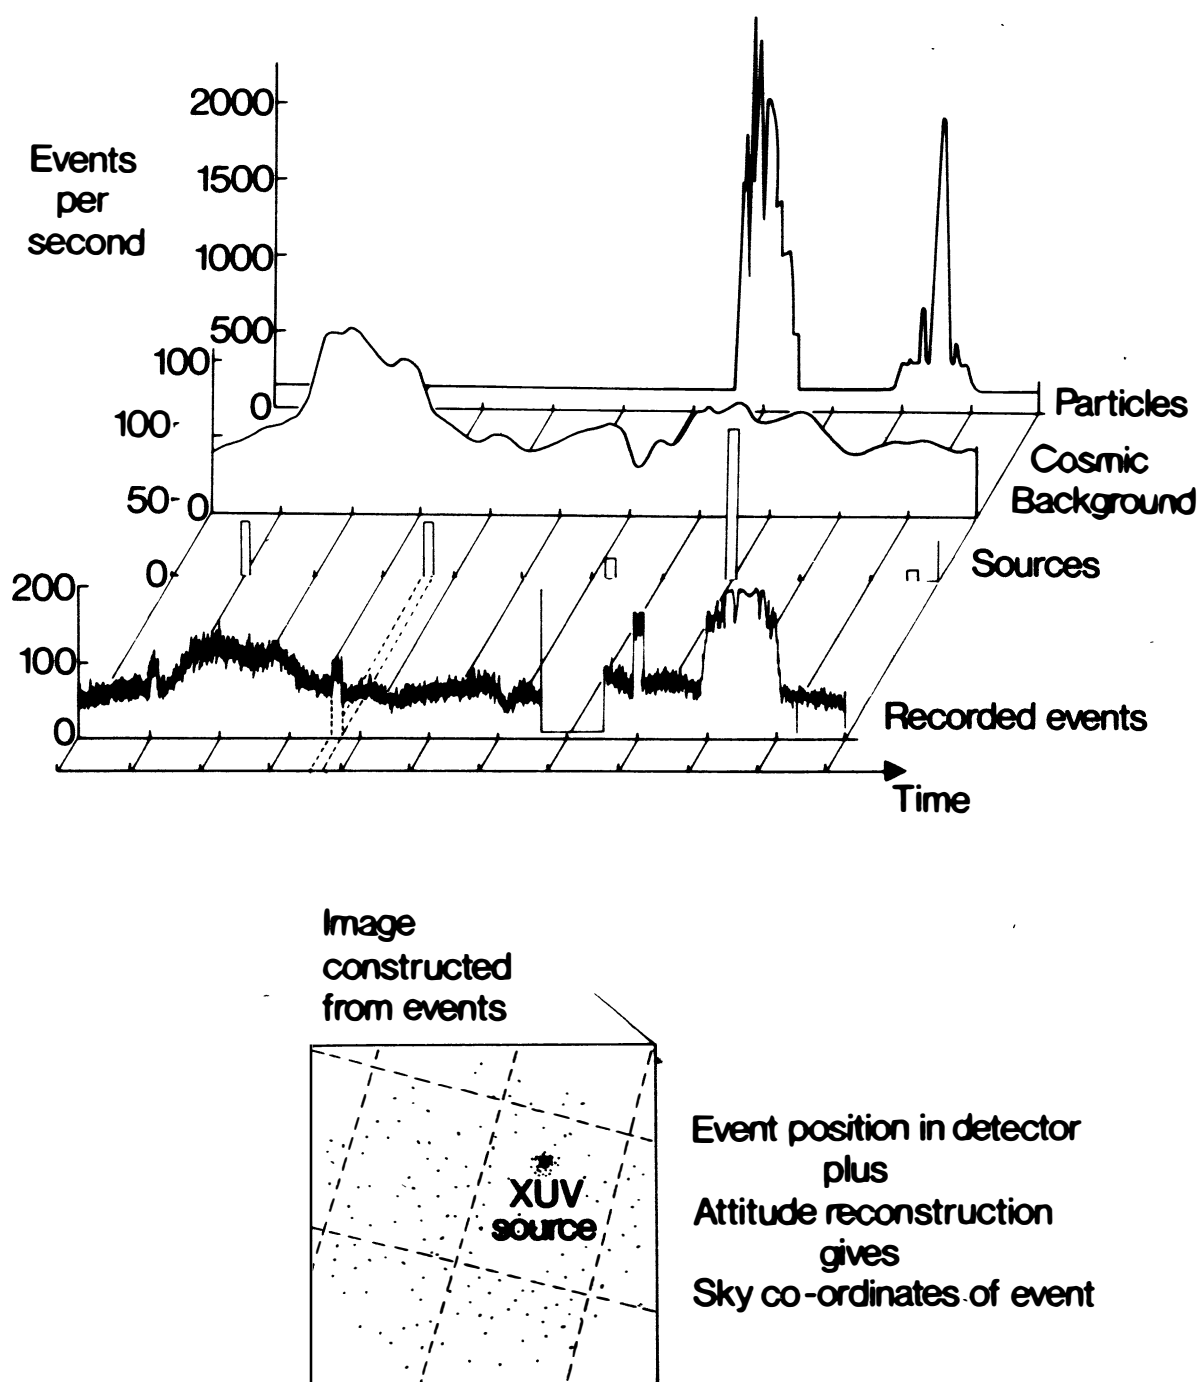 2000
1500
1000
500
0
Events
per
second
100
100
50
0
0
200
100
0
Particles
Cosmic
Background
Sources
Recorded events
Time
Image
constructed
from events
XUV
source
Event position in detector
plus
Attitude reconstruction
gives
Sky co-ordinates of event